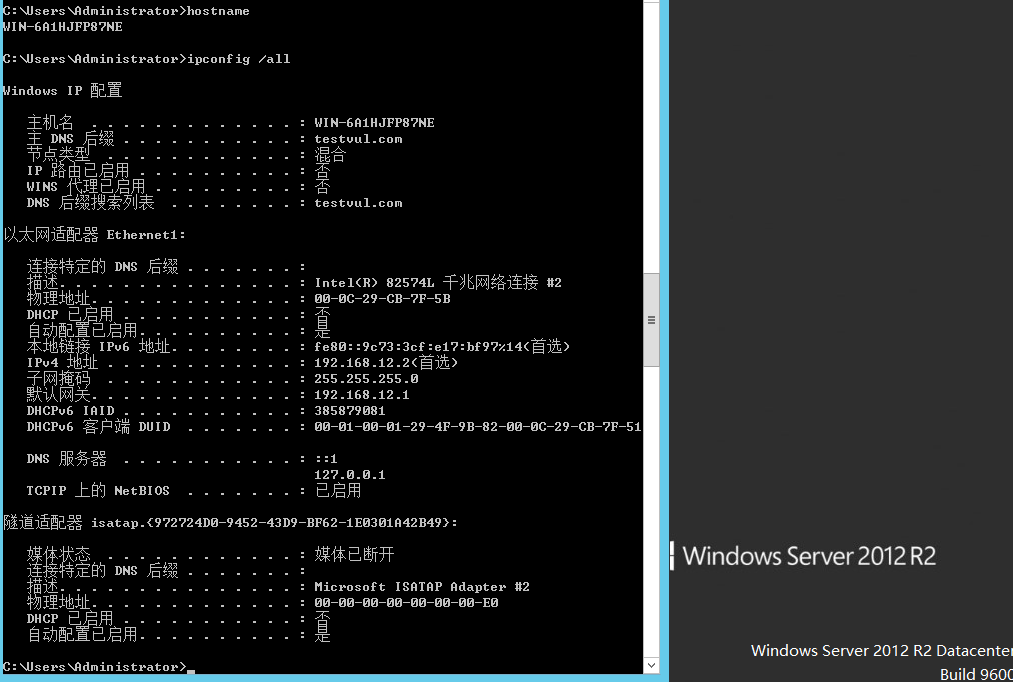 C:\Users\Administrator>hostname
WIN-6A1HJFP87NE
C:\Users\Administrator>ipconfig /all
Windows IP 配置
主机名 . . . . . . . . . . . . . : WIN-6A1HJFP87NE
主 DNS 后缀 . . . . . . . . . . . : testvul.com
节点类型 . . . . . . . . . . . . : 混合
IP 路由已启用 . . . . . . . . . . : 否
WINS 代理已启用 . . . . . . . . . : 否
DNS 后缀搜索列表 . . . . . . . . : testvul.com
以太网适配器 Ethernet1:
连接特定的 DNS 后缀 . . . . . . . :
描述. . . . . . . . . . . . . . . : Intel(R) 82574L 千兆网络连接 #2
物理地址. . . . . . . . . . . . . : 00-0C-29-CB-7F-5B
DHCP 已启用 . . . . . . . . . . . : 否
自动配置已启用. . . . . . . . . . : 是
本地链接 IPv6 地址. . . . . . . . : fe80::9c73:3cf:e17:bf97%14(首选)
IPv4 地址 . . . . . . . . . . . . : 192.168.12.2(首选)
子网掩码 . . . . . . . . . . . . : 255.255.255.0
默认网关. . . . . . . . . . . . . : 192.168.12.1
DHCPv6 IAID . . . . . . . . . . . : 385879081
DHCPv6 客户端 DUID . . . . . . . : 00-01-00-01-29-4F-9B-82-00-0C-29-CB-7F-51
DNS 服务器 . . . . . . . . . . . : ::1
127.0.0.1
TCPIP 上的 NetBIOS . . . . . . . : 已启用
隧道适配器 isatap.{972724D0-9452-43D9-BF62-1E0301A42B49}:
媒体状态 . . . . . . . . . . . . : 媒体已断开
连接特定的 DNS 后缀 . . . . . . . :
描述. . . . . . . . . . . . . . . : Microsoft ISATAP Adapter #2
物理地址. . . . . . . . . . . . . : 00-00-00-00-00-00-00-E0
DHCP 已启用 . . . . . . . . . . . : 否
自动配置已启用. . . . . . . . . . : 是
C:\Users\Administrator>_
Windows Server 2012 R2
Windows Server 2012 R2 Datacenter
Build 9600